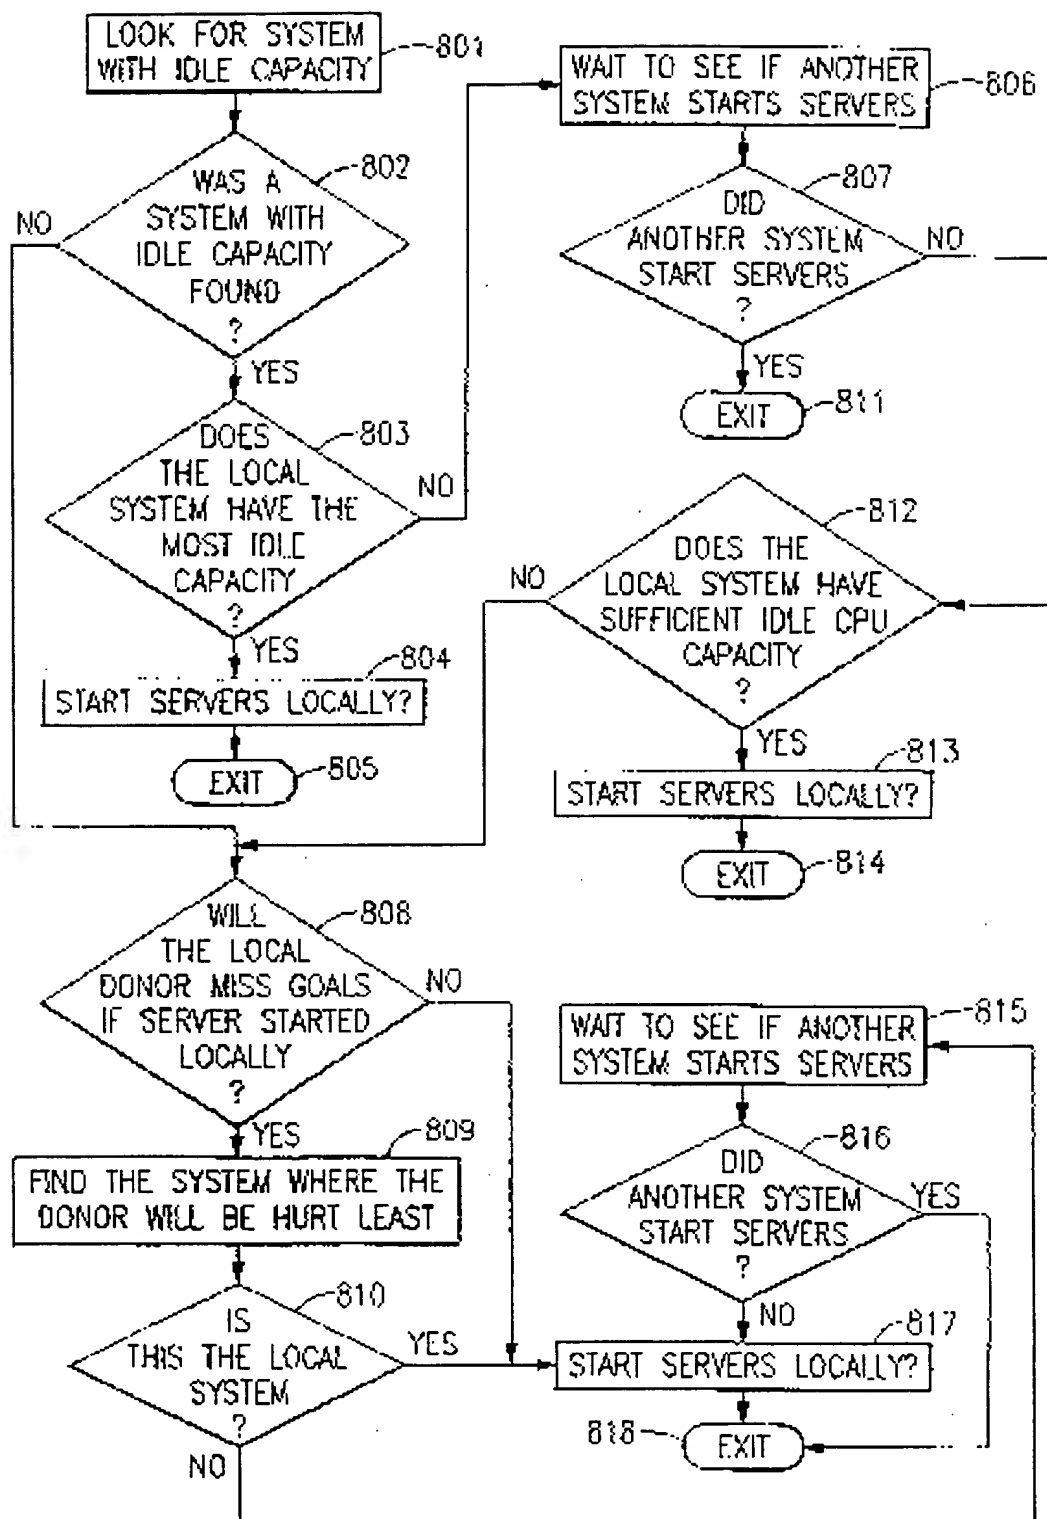 LOOK FOR SYSTEM
WITH IDLE CAPACITY
801
WAS A
SYSTEM WITH
IDLE CAPACITY
FOUND
?
802
NO
YES
DOES
THE LOCAL
SYSTEM HAVE THE
MOST IDLE
CAPACITY
?
803
NO
YES
START SERVERS LOCALLY?
804
EXIT
805
WAIT TO SEE IF ANOTHER
SYSTEM STARTS SERVERS
806
DID
ANOTHER SYSTEM
START SERVERS
?
807
NO
YES
EXIT
811
DOES THE
LOCAL SYSTEM HAVE
SUFFICIENT IDLE CPU
CAPACITY
?
812
NO
YES
START SERVERS LOCALLY?
813
EXIT
814
WILL
THE LOCAL
DONOR MISS GOALS
IF SERVER STARTED
LOCALLY
?
808
NO
YES
FIND THE SYSTEM WHERE THE
DONOR WILL BE HURT LEAST
809
IS
THIS THE LOCAL
SYSTEM
?
810
YES
NO
WAIT TO SEE IF ANOTHER
SYSTEM STARTS SERVERS
815
DID
ANOTHER SYSTEM
START SERVERS
?
816
YES
NO
START SERVERS LOCALLY?
817
EXIT
818